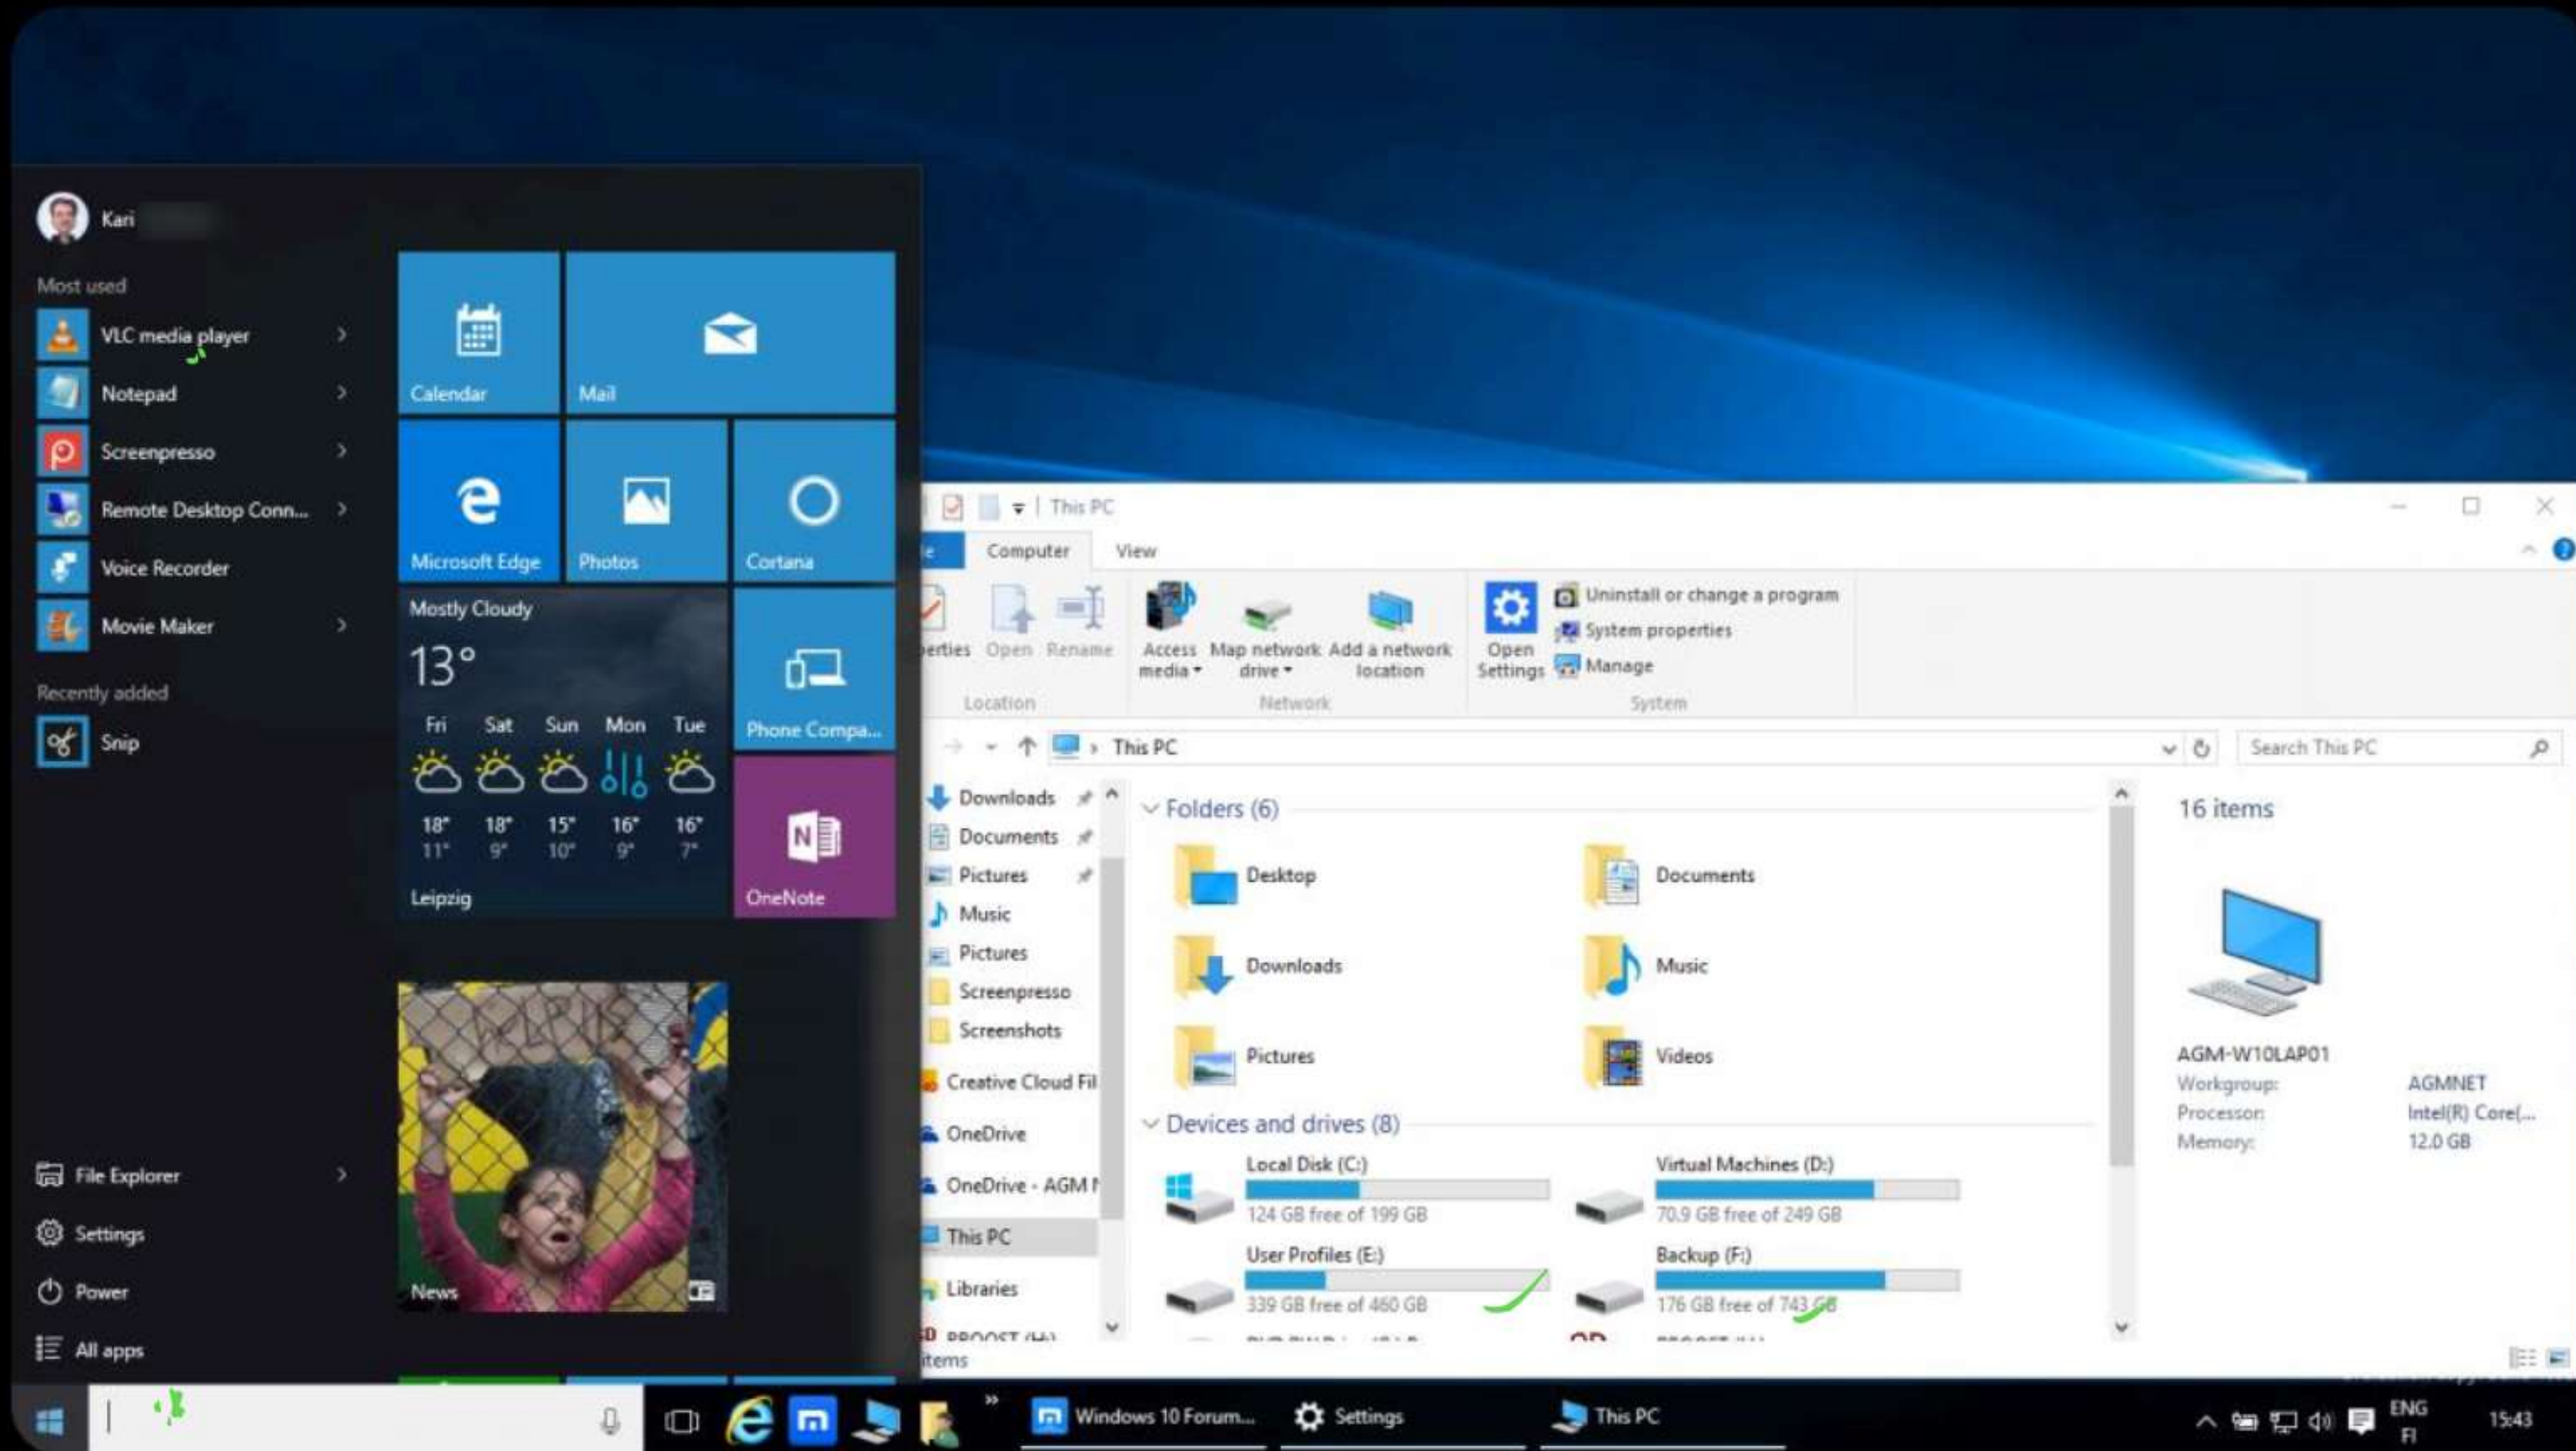 Kari
Most used
VLC media player
Notepad
Screenpresso
Remote Desktop Conn...
Voice Recorder
Movie Maker
Recently added
Snip
File Explorer
Settings
Power
All apps
Calendar
Mail
Microsoft Edge
Photos
Cortana
Mostly Cloudy
13°
Fri Sat Sun Mon Tue
18° 18° 15° 16° 16°
11° 9° 10° 9° 7°
Leipzig
Phone Compa...
OneNote
News
This PC
Computer View
Open Rename
Location
Access media
Map network drive
Add a network location
Network
Open Settings
Uninstall or change a program
System properties
Manage
System
This PC
Search This PC
Downloads
Documents
Pictures
Music
Pictures
Screenpresso
Screenshots
Creative Cloud Fil
OneDrive
OneDrive - AGM
This PC
Libraries
Folders (6)
Desktop
Documents
Downloads
Music
Pictures
Videos
Devices and drives (8)
Local Disk (C:)
124 GB free of 199 GB
Virtual Machines (D:)
70.9 GB free of 249 GB
User Profiles (E:)
339 GB free of 460 GB
Backup (F:)
176 GB free of 743 GB
16 items
AGM-W10LAP01
Workgroup: AGMNET
Processor: Intel(R) Core(...
Memory: 12.0 GB
items
Windows 10 Forum...
Settings
This PC
ENG
FI
15:43